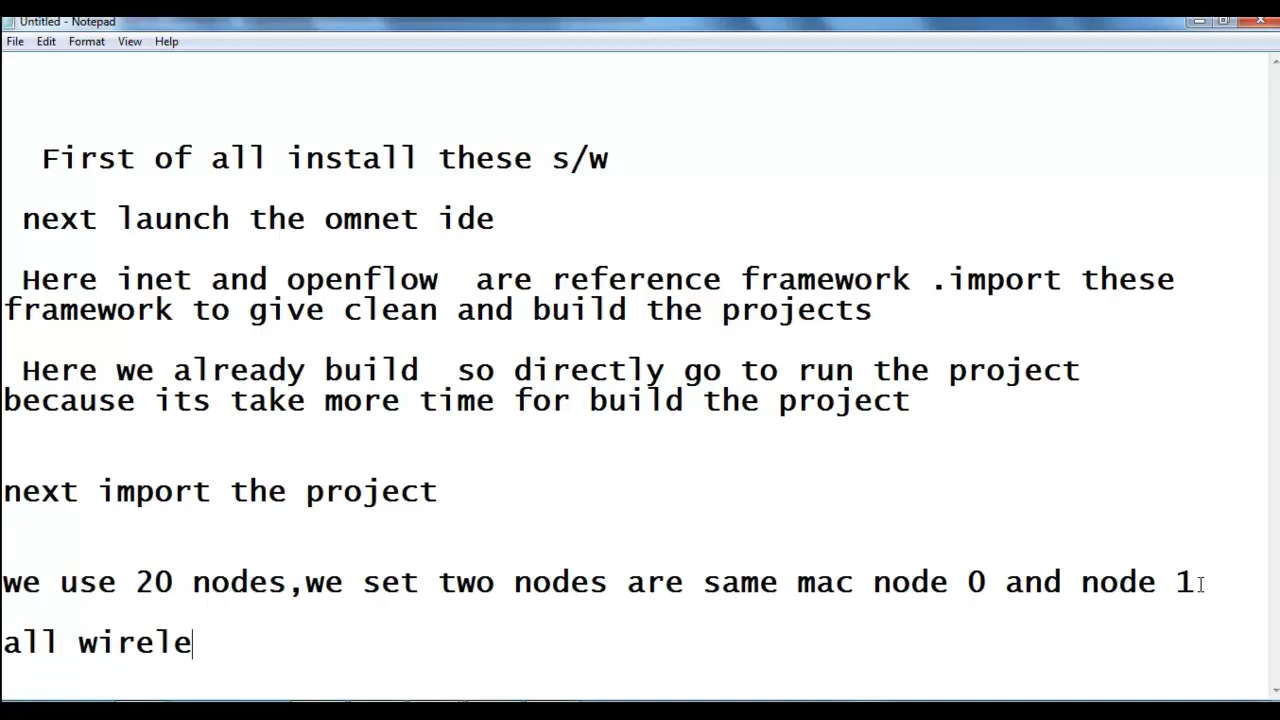 Untitled - Notepad
File Edit Format View Help
First of all install these s/w
next launch the omnet ide
Here inet and openflow are reference framework .import these
framework to give clean and build the projects
Here we already build so directly go to run the project
because its take more time for build the project
next import the project
we use 20 nodes,we set two nodes are same mac node 0 and node 1
all wirele